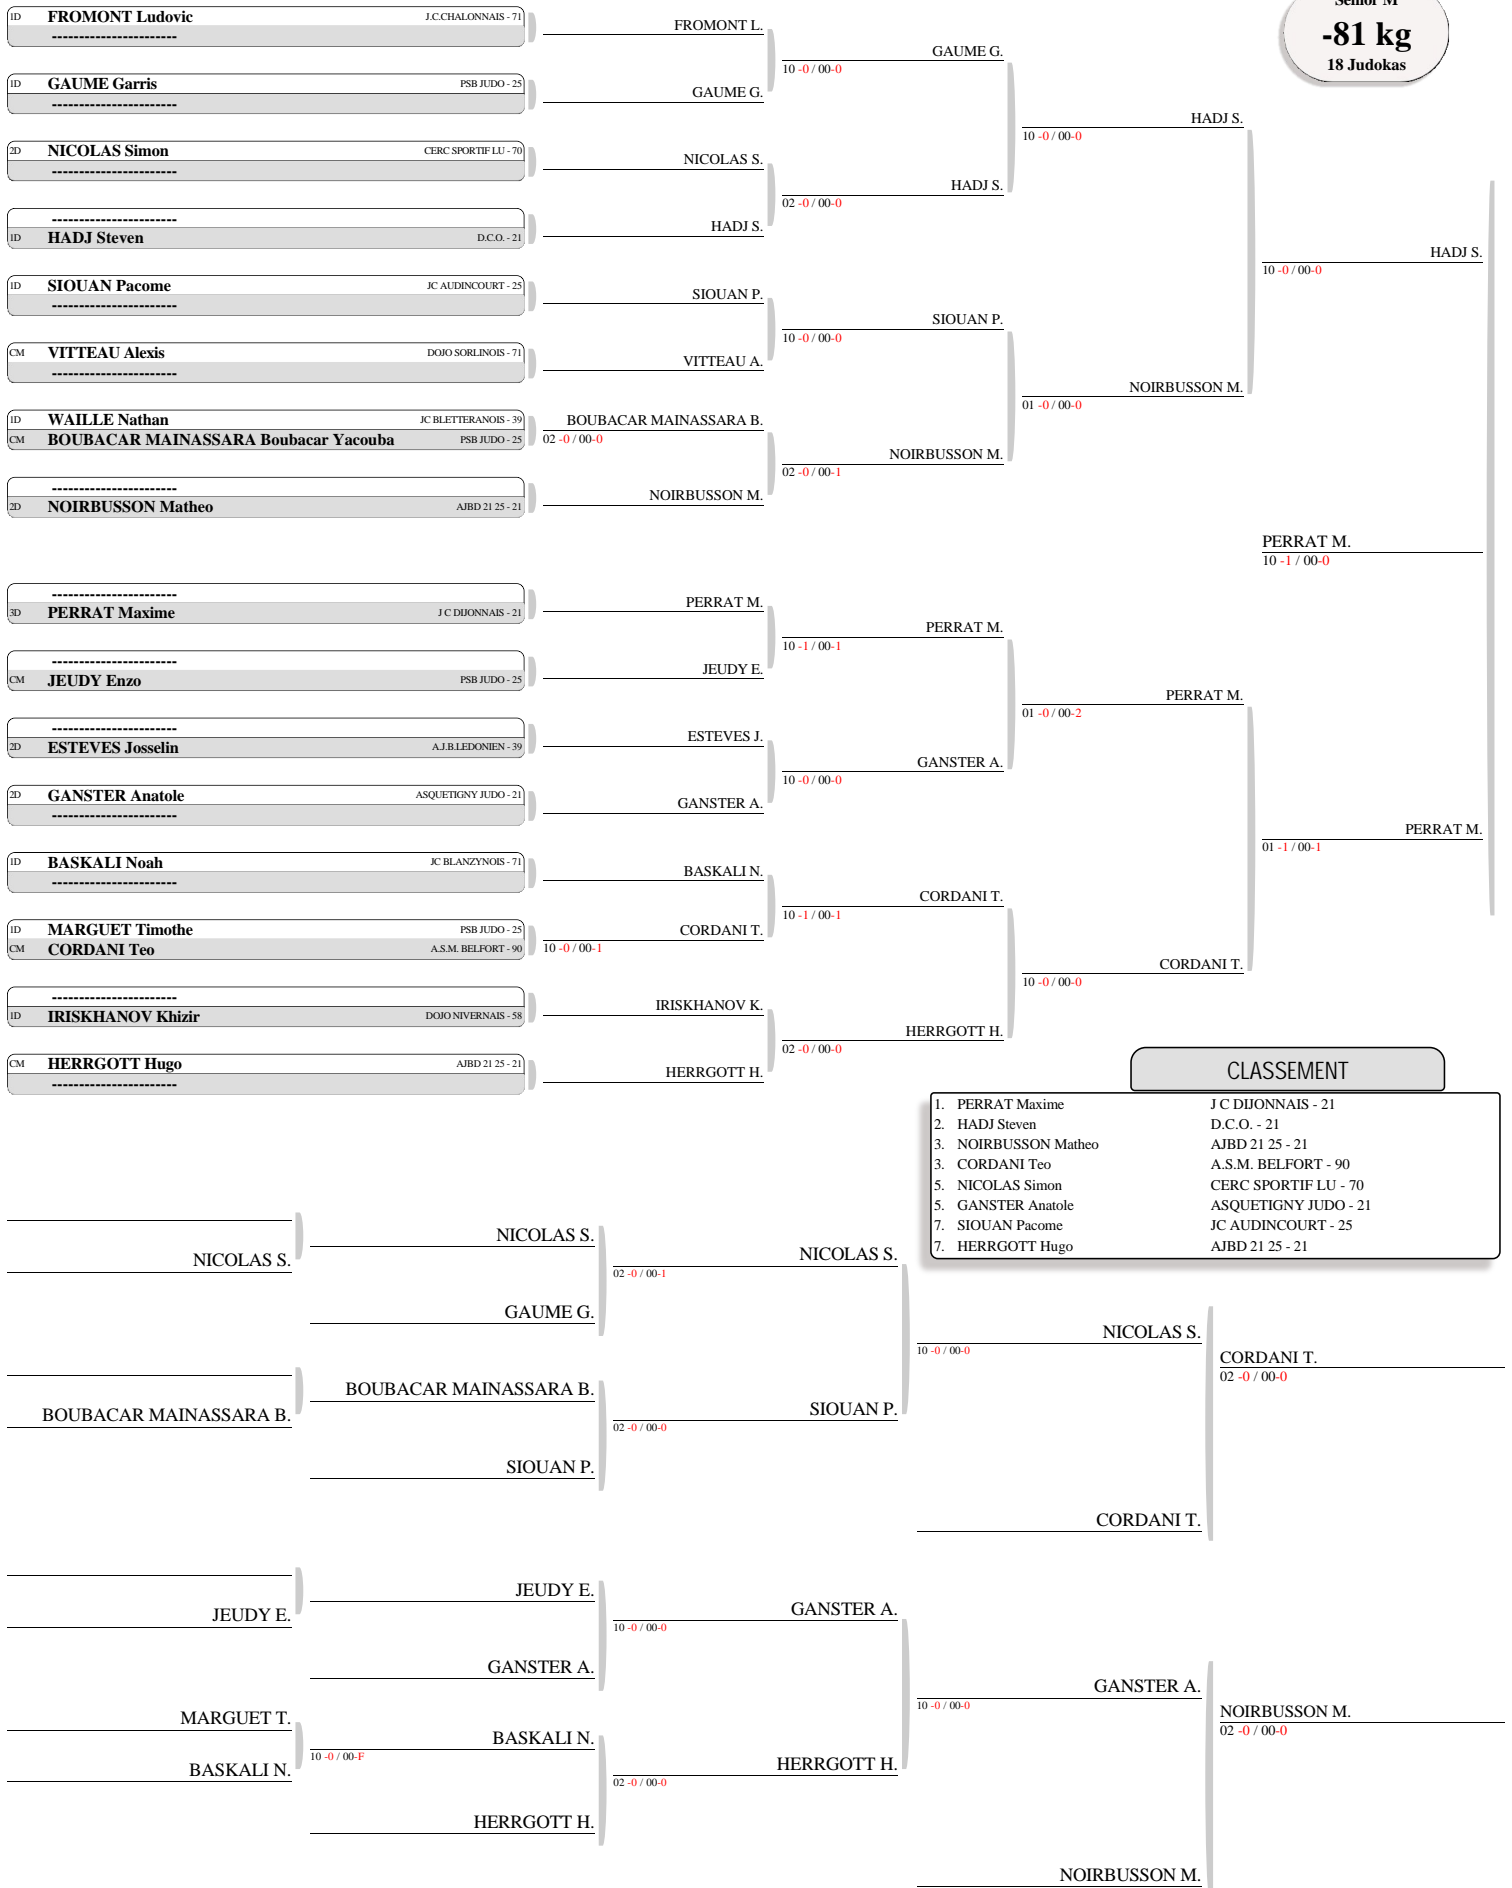 Senior M
-81 kg
18 Judokas
1D FROMONT Ludovic J.C.CHALONNAIS - 71
-----------------------
1D GAUME Garris PSB JUDO - 25
-----------------------
2D NICOLAS Simon CERC SPORTIF LU - 70
-----------------------
-----------------------
1D HADJ Steven D.C.O. - 21
1D SIOUAN Pacome JC AUDINCOURT - 25
-----------------------
CM VITTEAU Alexis DOJO SORLINOIS - 71
-----------------------
1D WAILLE Nathan JC BLETTERANOIS - 39
CM BOUBACAR MAINASSARA Boubacar Yacouba PSB JUDO - 25
-----------------------
2D NOIRBUSSON Matheo AJBD 21 25 - 21
-----------------------
3D PERRAT Maxime J C DIJONNAIS - 21
-----------------------
CM JEUDY Enzo PSB JUDO - 25
-----------------------
2D ESTEVES Josselin A.J.B.LEDONIEN - 39
2D GANSTER Anatole ASQUETIGNY JUDO - 21
-----------------------
1D BASKALI Noah JC BLANZYNOIS - 71
-----------------------
1D MARGUET Timothe PSB JUDO - 25
CM CORDANI Teo A.S.M. BELFORT - 90
-----------------------
1D IRISKHANOV Khizir DOJO NIVERNAIS - 58
CM HERRGOTT Hugo AJBD 21 25 - 21
-----------------------
FROMONT L.
GAUME G.
NICOLAS S.
HADJ S.
SIOUAN P.
VITTEAU A.
BOUBACAR MAINASSARA B.
02 -0 / 00-0
NOIRBUSSON M.
PERRAT M.
JEUDY E.
ESTEVES J.
GANSTER A.
BASKALI N.
CORDANI T.
10 -0 / 00-1
IRISKHANOV K.
HERRGOTT H.
GAUME G.
10 -0 / 00-0
HADJ S.
02 -0 / 00-0
SIOUAN P.
10 -0 / 00-0
NOIRBUSSON M.
02 -0 / 00-1
PERRAT M.
10 -1 / 00-1
GANSTER A.
10 -0 / 00-0
CORDANI T.
10 -1 / 00-1
HERRGOTT H.
02 -0 / 00-0
HADJ S.
10 -0 / 00-0
NOIRBUSSON M.
01 -0 / 00-0
PERRAT M.
01 -0 / 00-2
CORDANI T.
10 -0 / 00-0
HADJ S.
10 -0 / 00-0
PERRAT M.
10 -1 / 00-0
PERRAT M.
01 -1 / 00-1
CLASSEMENT
1. PERRAT Maxime J C DIJONNAIS - 21
2. HADJ Steven D.C.O. - 21
3. NOIRBUSSON Matheo AJBD 21 25 - 21
3. CORDANI Teo A.S.M. BELFORT - 90
5. NICOLAS Simon CERC SPORTIF LU - 70
5. GANSTER Anatole ASQUETIGNY JUDO - 21
7. SIOUAN Pacome JC AUDINCOURT - 25
7. HERRGOTT Hugo AJBD 21 25 - 21
NICOLAS S.
BOUBACAR MAINASSARA B.
JEUDY E.
MARGUET T.
BASKALI N.
NICOLAS S.
GAUME G.
BOUBACAR MAINASSARA B.
SIOUAN P.
JEUDY E.
GANSTER A.
BASKALI N.
10 -0 / 00-F
HERRGOTT H.
NICOLAS S.
02 -0 / 00-1
SIOUAN P.
02 -0 / 00-0
GANSTER A.
10 -0 / 00-0
HERRGOTT H.
02 -0 / 00-0
NICOLAS S.
10 -0 / 00-0
CORDANI T.
GANSTER A.
10 -0 / 00-0
NOIRBUSSON M.
CORDANI T.
02 -0 / 00-0
NOIRBUSSON M.
02 -0 / 00-0